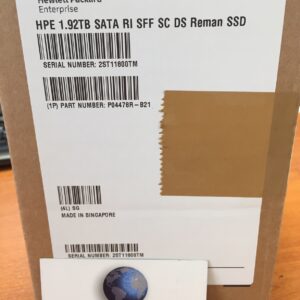 Hewlett Packard
Enterprise
HPE 1.92TB SATA RI SFF SC DS Reman SSD
SERIAL NUMBER: 2ST11600TM
(1P) PART NUMBER: P04478R-B21
(4L) SG
MADE IN SINGAPORE
SERIAL NUMBER: 2ST11600TM